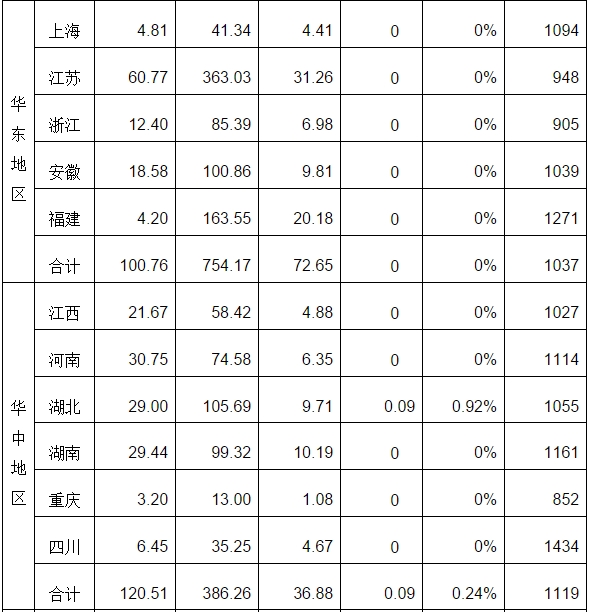 华东地区
上海 4.81 41.34 4.41 0 0% 1094
江苏 60.77 363.03 31.26 0 0% 948
浙江 12.40 85.39 6.98 0 0% 905
安徽 18.58 100.86 9.81 0 0% 1039
福建 4.20 163.55 20.18 0 0% 1271
合计 100.76 754.17 72.65 0 0% 1037
华中地区
江西 21.67 58.42 4.88 0 0% 1027
河南 30.75 74.58 6.35 0 0% 1114
湖北 29.00 105.69 9.71 0.09 0.92% 1055
湖南 29.44 99.32 10.19 0 0% 1161
重庆 3.20 13.00 1.08 0 0% 852
四川 6.45 35.25 4.67 0 0% 1434
合计 120.51 386.26 36.88 0.09 0.24% 1119